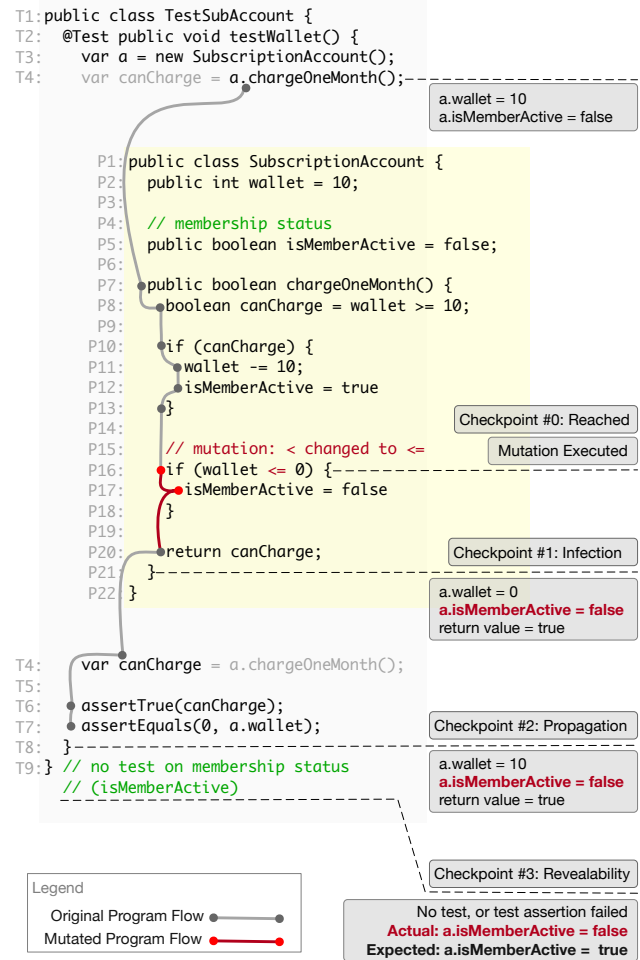 T1: public class TestSubAccount {
T2: @Test public void testWallet() {
T3: var a = new SubscriptionAccount();
T4: var canCharge = a.chargeOneMonth();
a.wallet = 10
a.isMemberActive = false
P1: public class SubscriptionAccount {
P2: public int wallet = 10;
P3:
P4: // membership status
P5: public boolean isMemberActive = false;
P6:
P7: public boolean chargeOneMonth() {
P8: boolean canCharge = wallet >= 10;
P9:
P10: if (canCharge) {
P11: wallet -= 10;
P12: isMemberActive = true
P13: }
Checkpoint #0: Reached
P14:
P15: // mutation: < changed to <=
Mutation Executed
P16: if (wallet <= 0) {
P17: isMemberActive = false
P18: }
P19:
P20: return canCharge;
Checkpoint #1: Infection
P21: }
P22: }
a.wallet = 0
a.isMemberActive = false
return value = true
T4: var canCharge = a.chargeOneMonth();
T5:
T6: assertTrue(canCharge);
T7: assertEquals(0, a.wallet);
Checkpoint #2: Propagation
T8: }
T9: } // no test on membership status
// (isMemberActive)
a.wallet = 10
a.isMemberActive = false
return value = true
Checkpoint #3: Revealability
Legend
Original Program Flow
Mutated Program Flow
No test, or test assertion failed
Actual: a.isMemberActive = false
Expected: a.isMemberActive = true